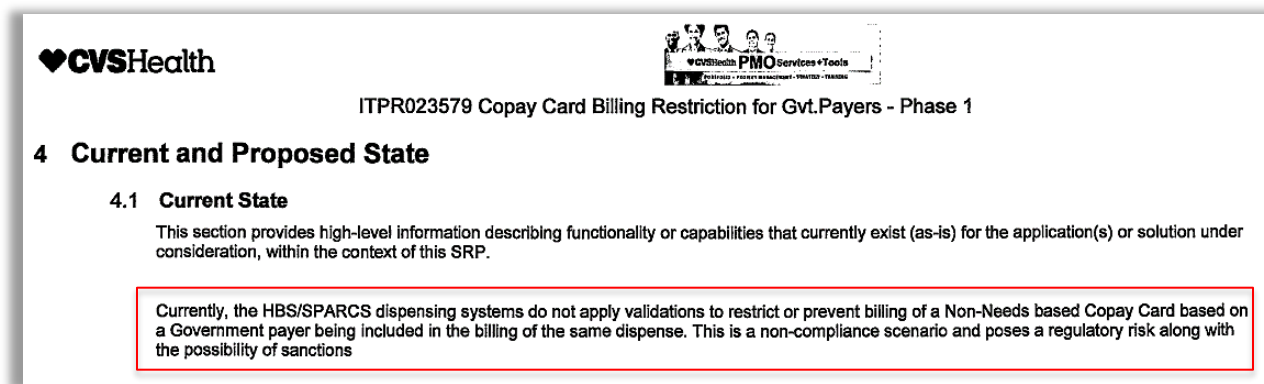 CVSHealth
CVSHealth PMO Services+Tools
ITPR023579 Copay Card Billing Restriction for Gvt.Payers - Phase 1
4 Current and Proposed State
4.1 Current State
This section provides high-level information describing functionality or capabilities that currently exist (as-is) for the application(s) or solution under
consideration, within the context of this SRP.
Currently, the HBS/SPARCS dispensing systems do not apply validations to restrict or prevent billing of a Non-Needs based Copay Card based on
a Government payer being included in the billing of the same dispense. This is a non-compliance scenario and poses a regulatory risk along with
the possibility of sanctions